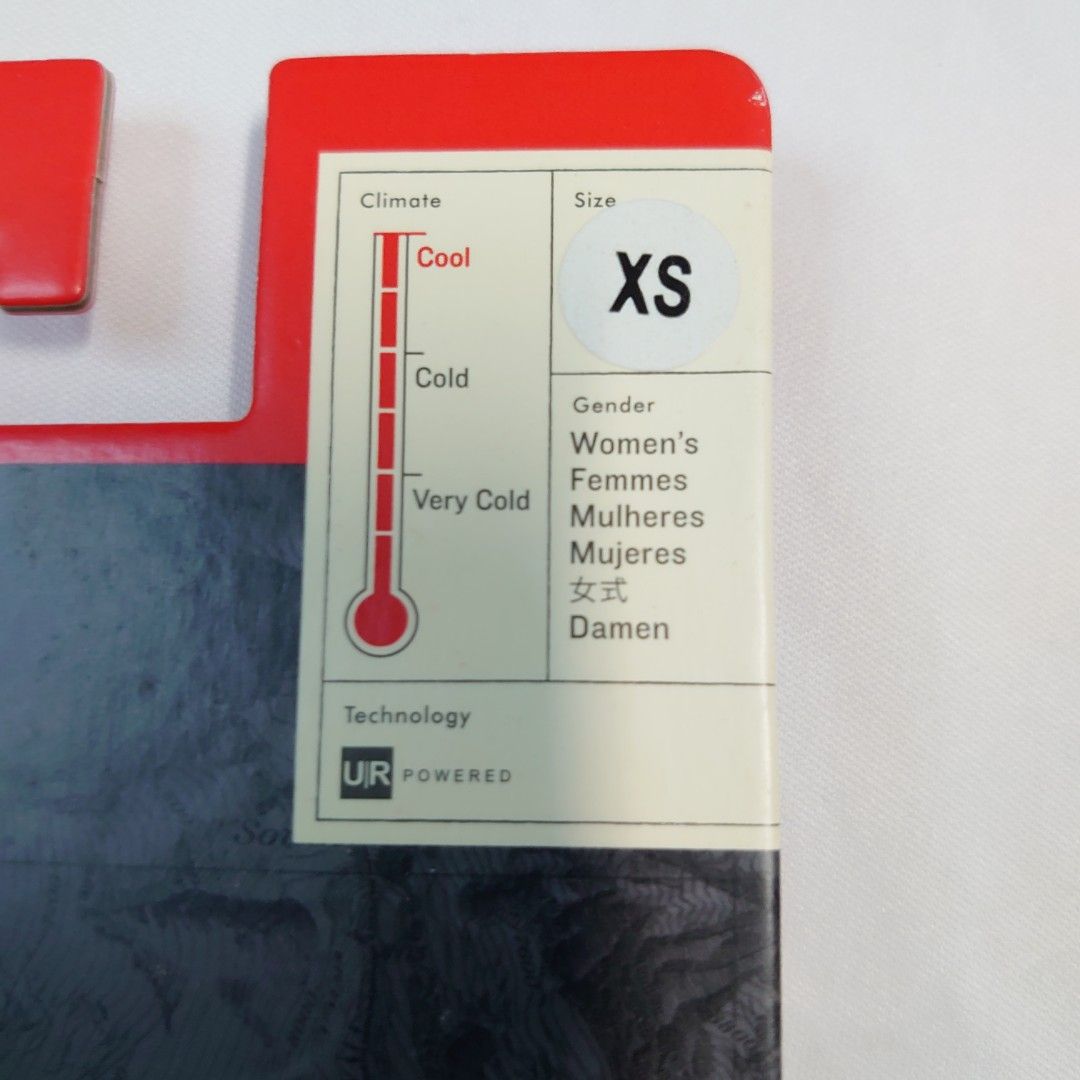 Climate
Cool
Cold
Very Cold
Size
XS
Gender
Women's
Femmes
Mulheres
Mujeres
女式
Damen
Technology
U|R POWERED